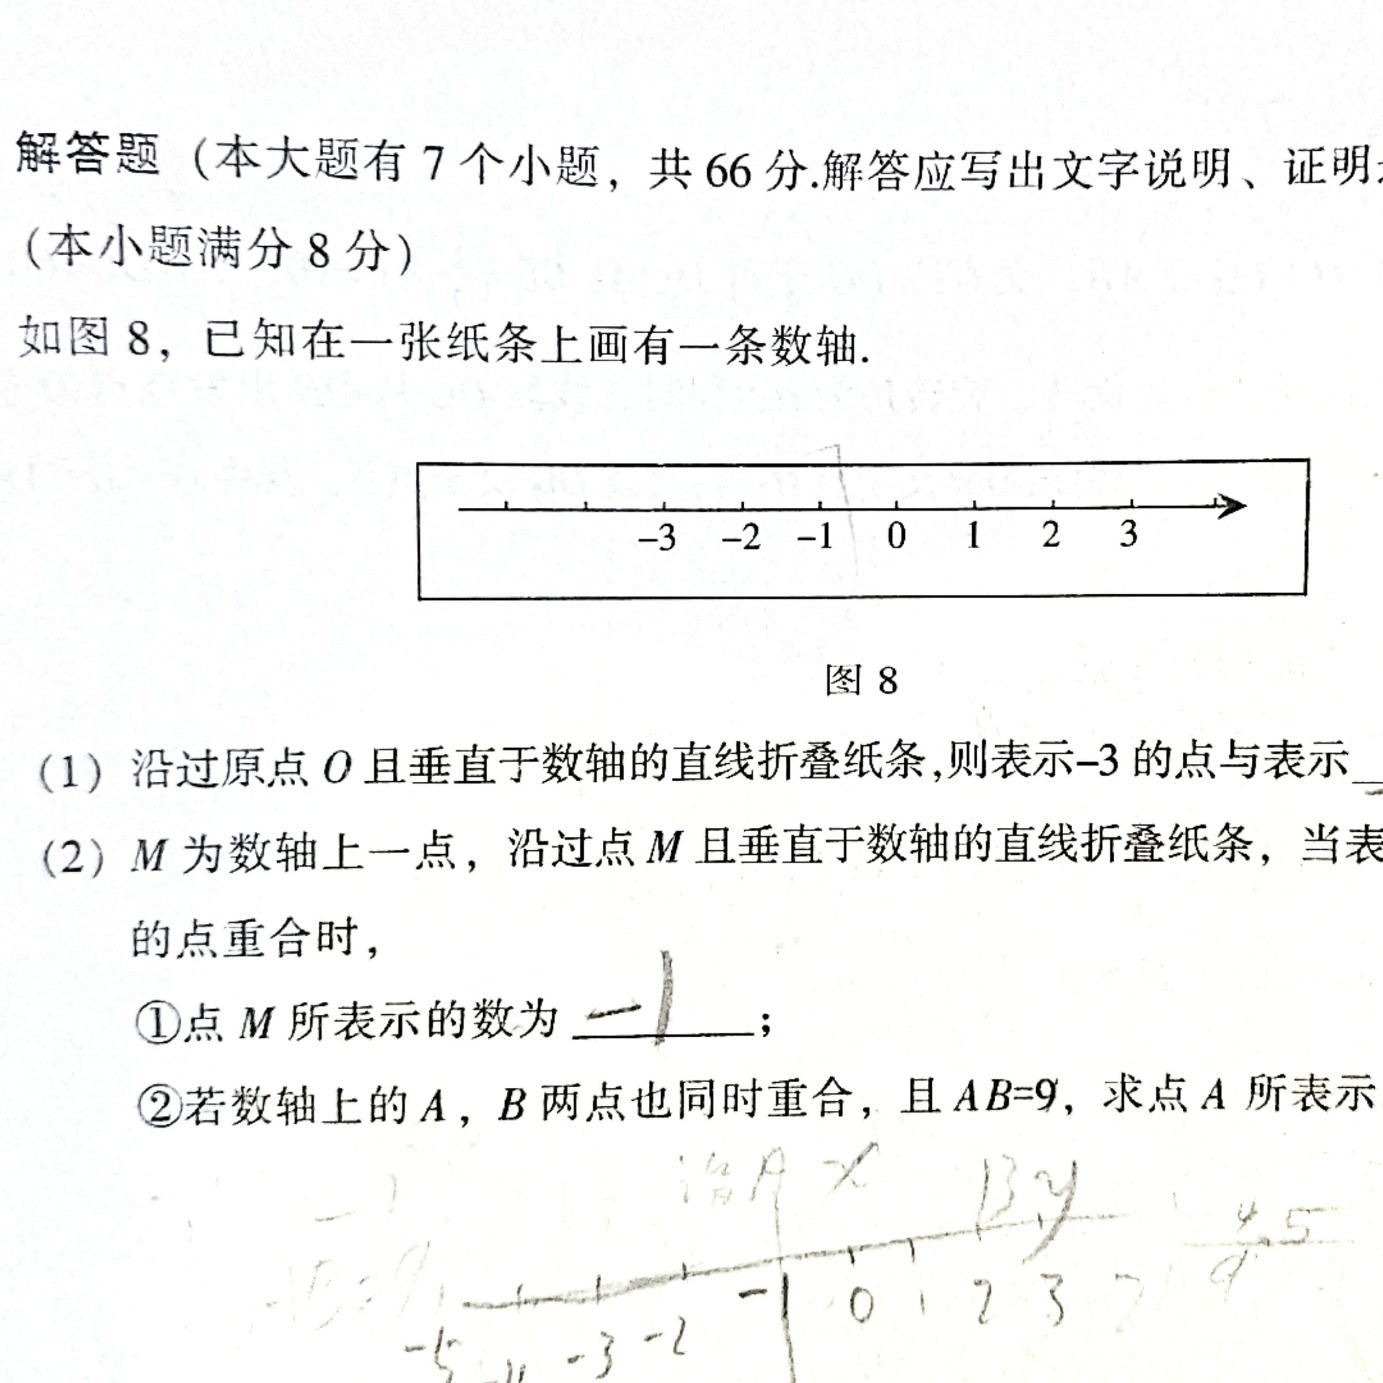 解答题（本大题有 7 个小题，共 66 分.解答应写出文字说明、证明
（本小题满分 8 分）
如图 8，已知在一张纸条上画有一条数轴.
-3 -2 -1 0 1 2 3
图 8
（1）沿过原点 O 且垂直于数轴的直线折叠纸条,则表示-3 的点与表示
（2）M 为数轴上一点，沿过点 M 且垂直于数轴的直线折叠纸条，当表
的点重合时，
①点 M 所表示的数为 -1 ；
②若数轴上的 A，B 两点也同时重合，且 AB=9，求点 A 所表示
A x B y
4.5
9
-1 0 1 2 3
-5 -4 -3 -2